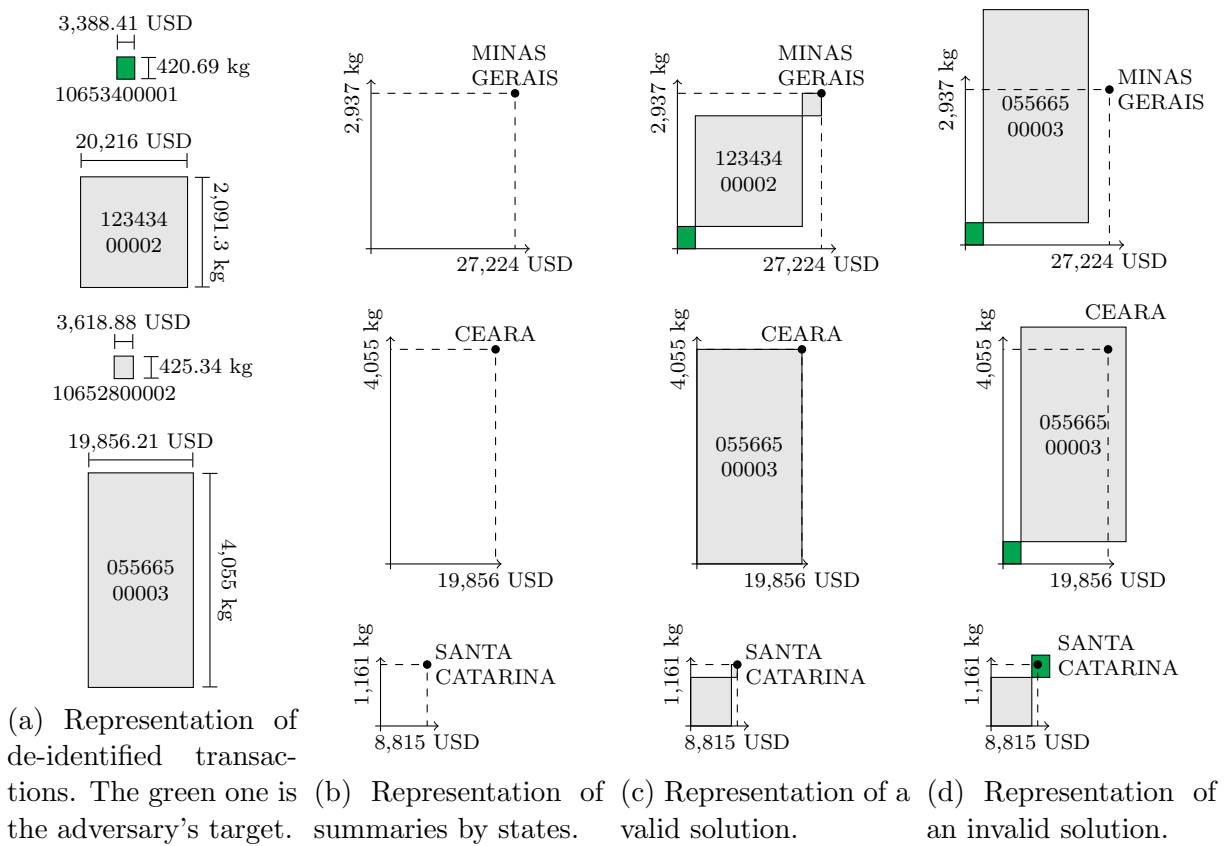 3,388.41 USD
420.69 kg
10653400001
20,216 USD
123434
00002
2,091.3 kg
3,618.88 USD
425.34 kg
10652800002
19,856.21 USD
055665
00003
4,055 kg
(a) Representation of
de-identified transac-
tions. The green one is
the adversary's target.
MINAS
GERAIS
2,937 kg
27,224 USD
CEARA
4,055 kg
19,856 USD
SANTA
CATARINA
1,161 kg
8,815 USD
(b) Representation of
summaries by states.
MINAS
GERAIS
2,937 kg
123434
00002
27,224 USD
CEARA
4,055 kg
055665
00003
19,856 USD
SANTA
CATARINA
1,161 kg
8,815 USD
(c) Representation of a
valid solution.
MINAS
GERAIS
2,937 kg
055665
00003
27,224 USD
CEARA
4,055 kg
055665
00003
19,856 USD
SANTA
CATARINA
1,161 kg
8,815 USD
(d) Representation of
an invalid solution.